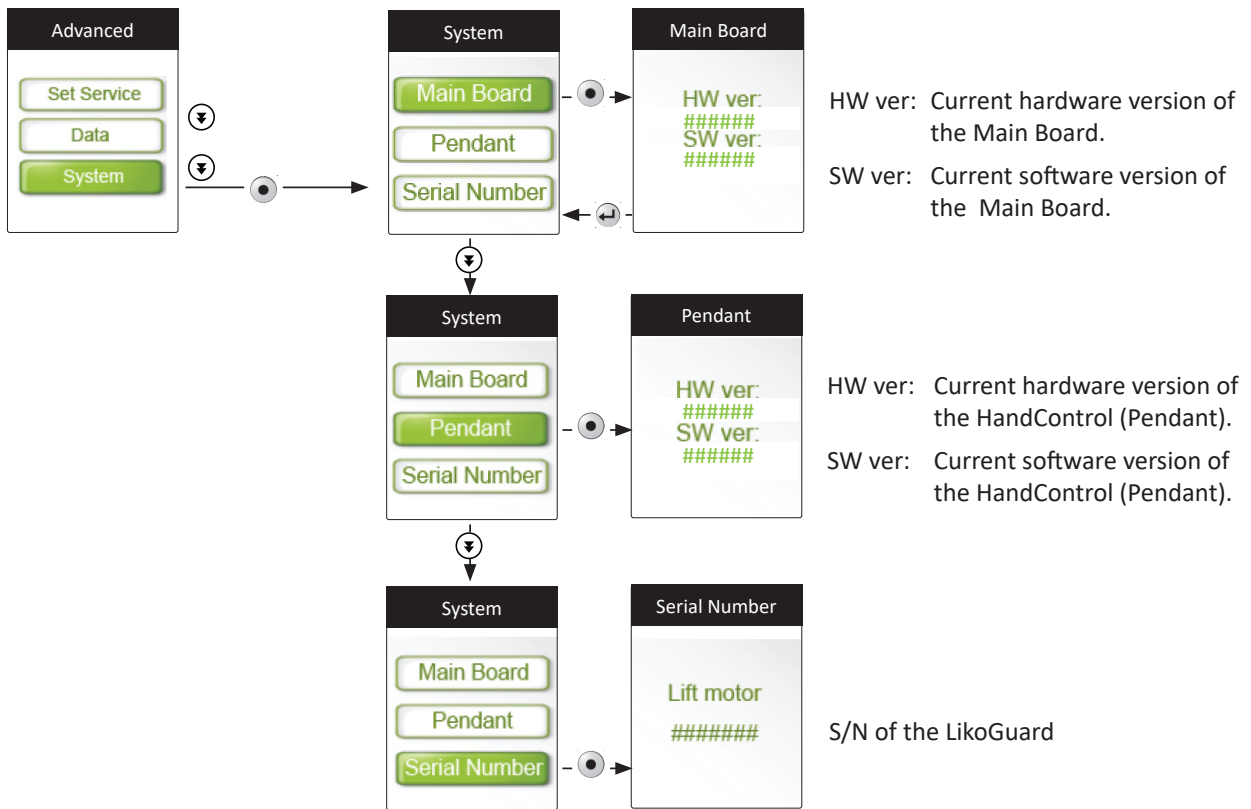 Advanced
Set Service
Data
System
System
Main Board
Pendant
Serial Number
Main Board
HW ver:
######
SW ver:
######
HW ver: Current hardware version of
the Main Board.
SW ver: Current software version of
the Main Board.
System
Main Board
Pendant
Serial Number
Pendant
HW ver:
######
SW ver:
######
HW ver: Current hardware version of
the HandControl (Pendant).
SW ver: Current software version of
the HandControl (Pendant).
System
Main Board
Pendant
Serial Number
Serial Number
Lift motor
#######
S/N of the LikoGuard